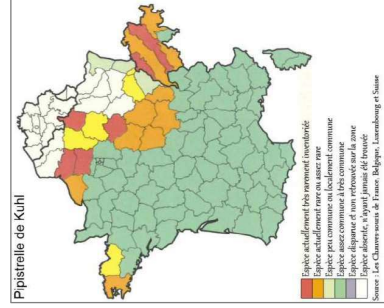 Pipistrelle de Kuhl
Espèce actuellement très rarement inventoriée
Espèce actuellement rare ou assez rare
Espèce peu commune ou localement commune
Espèce assez commune à très commune
Espèce disparue et non retrouvée sur la zone
Espèce absente, n'ayant jamais été trouvée
Source : Les Chauves-souris de France, Belgique, Luxembourg et Suisse